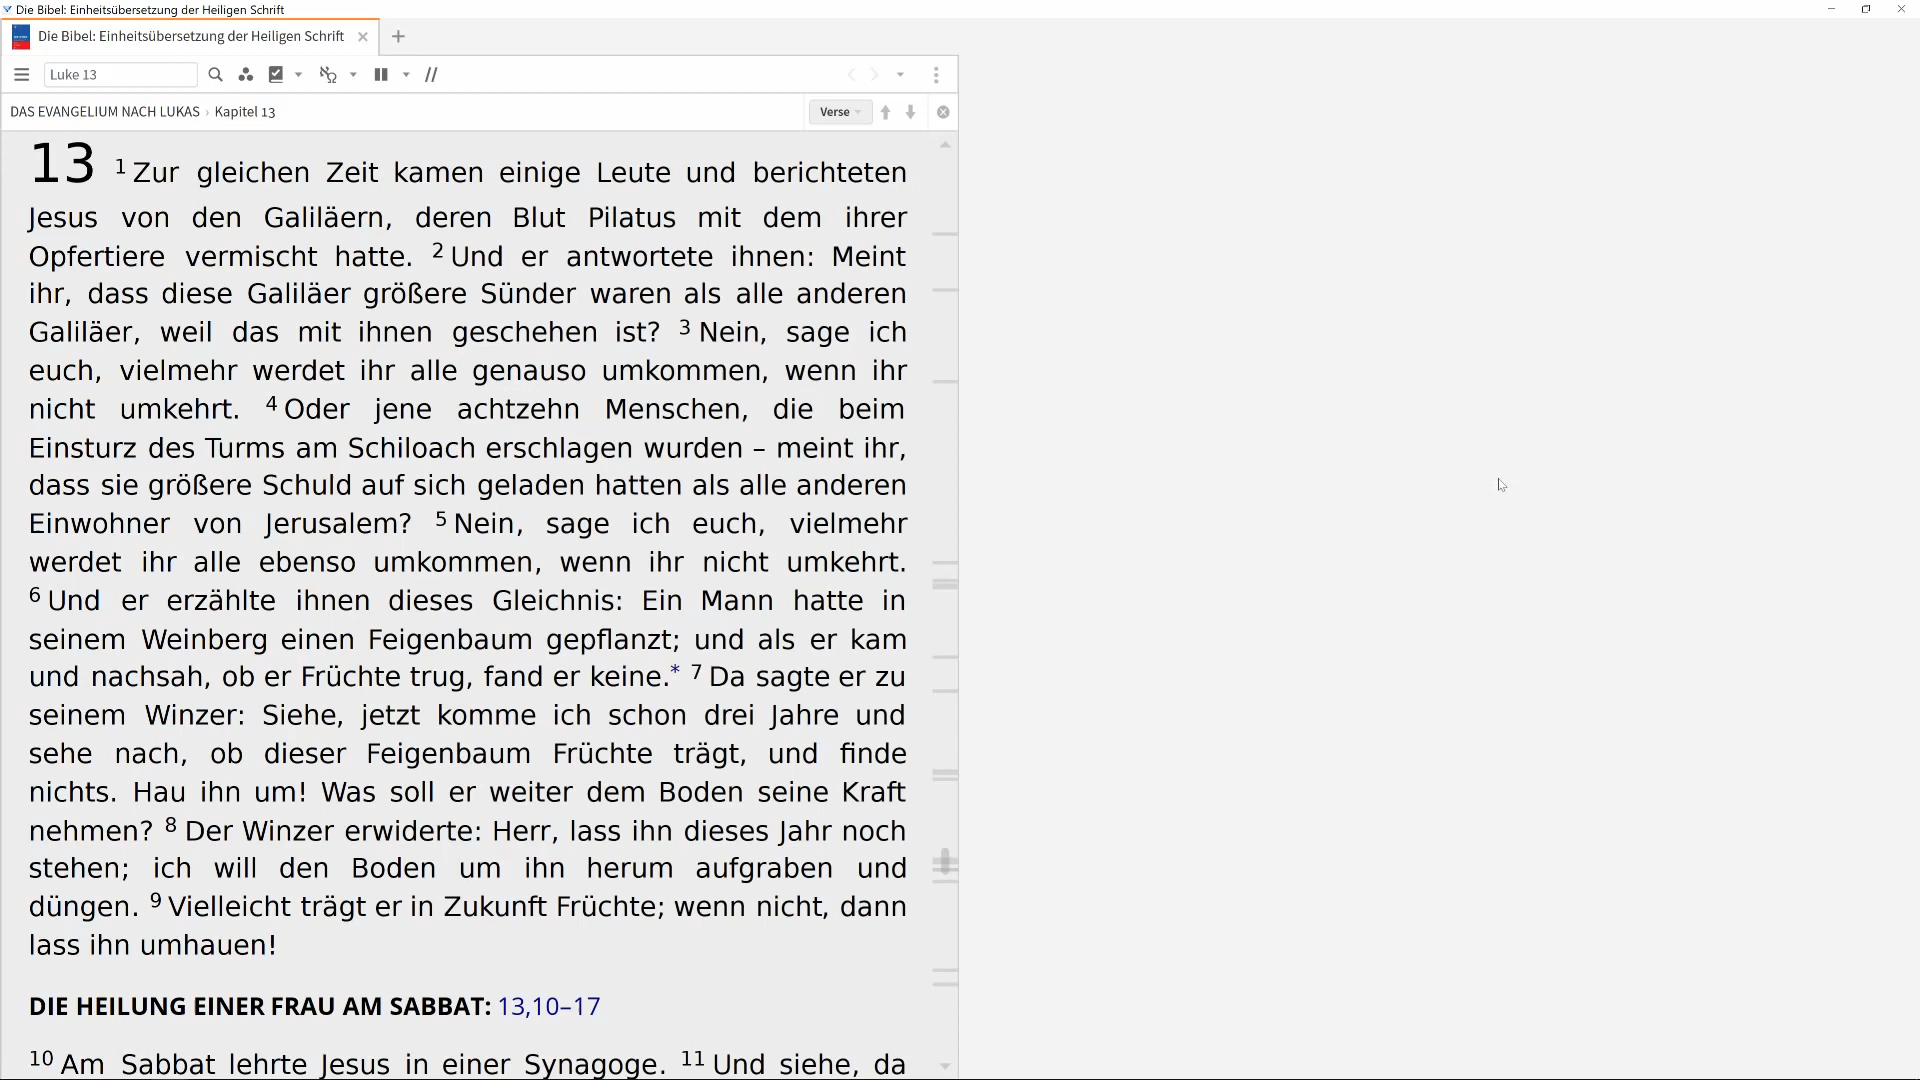 Die Bibel: Einheitsübersetzung der Heiligen Schrift
Die Bibel: Einheitsübersetzung der Heiligen Schrift
Luke 13
DAS EVANGELIUM NACH LUKAS › Kapitel 13
Verse
13 1 Zur gleichen Zeit kamen einige Leute und berichteten
Jesus von den Galiläern, deren Blut Pilatus mit dem ihrer
Opfertiere vermischt hatte. 2 Und er antwortete ihnen: Meint
ihr, dass diese Galiläer größere Sünder waren als alle anderen
Galiläer, weil das mit ihnen geschehen ist? 3 Nein, sage ich
euch, vielmehr werdet ihr alle genauso umkommen, wenn ihr
nicht umkehrt. 4 Oder jene achtzehn Menschen, die beim
Einsturz des Turms am Schiloach erschlagen wurden – meint ihr,
dass sie größere Schuld auf sich geladen hatten als alle anderen
Einwohner von Jerusalem? 5 Nein, sage ich euch, vielmehr
werdet ihr alle ebenso umkommen, wenn ihr nicht umkehrt.
6 Und er erzählte ihnen dieses Gleichnis: Ein Mann hatte in
seinem Weinberg einen Feigenbaum gepflanzt; und als er kam
und nachsah, ob er Früchte trug, fand er keine.* 7 Da sagte er zu
seinem Winzer: Siehe, jetzt komme ich schon drei Jahre und
sehe nach, ob dieser Feigenbaum Früchte trägt, und finde
nichts. Hau ihn um! Was soll er weiter dem Boden seine Kraft
nehmen? 8 Der Winzer erwiderte: Herr, lass ihn dieses Jahr noch
stehen; ich will den Boden um ihn herum aufgraben und
düngen. 9 Vielleicht trägt er in Zukunft Früchte; wenn nicht, dann
lass ihn umhauen!
DIE HEILUNG EINER FRAU AM SABBAT: 13,10–17
10 Am Sabbat lehrte Jesus in einer Synagoge. 11 Und siehe, da